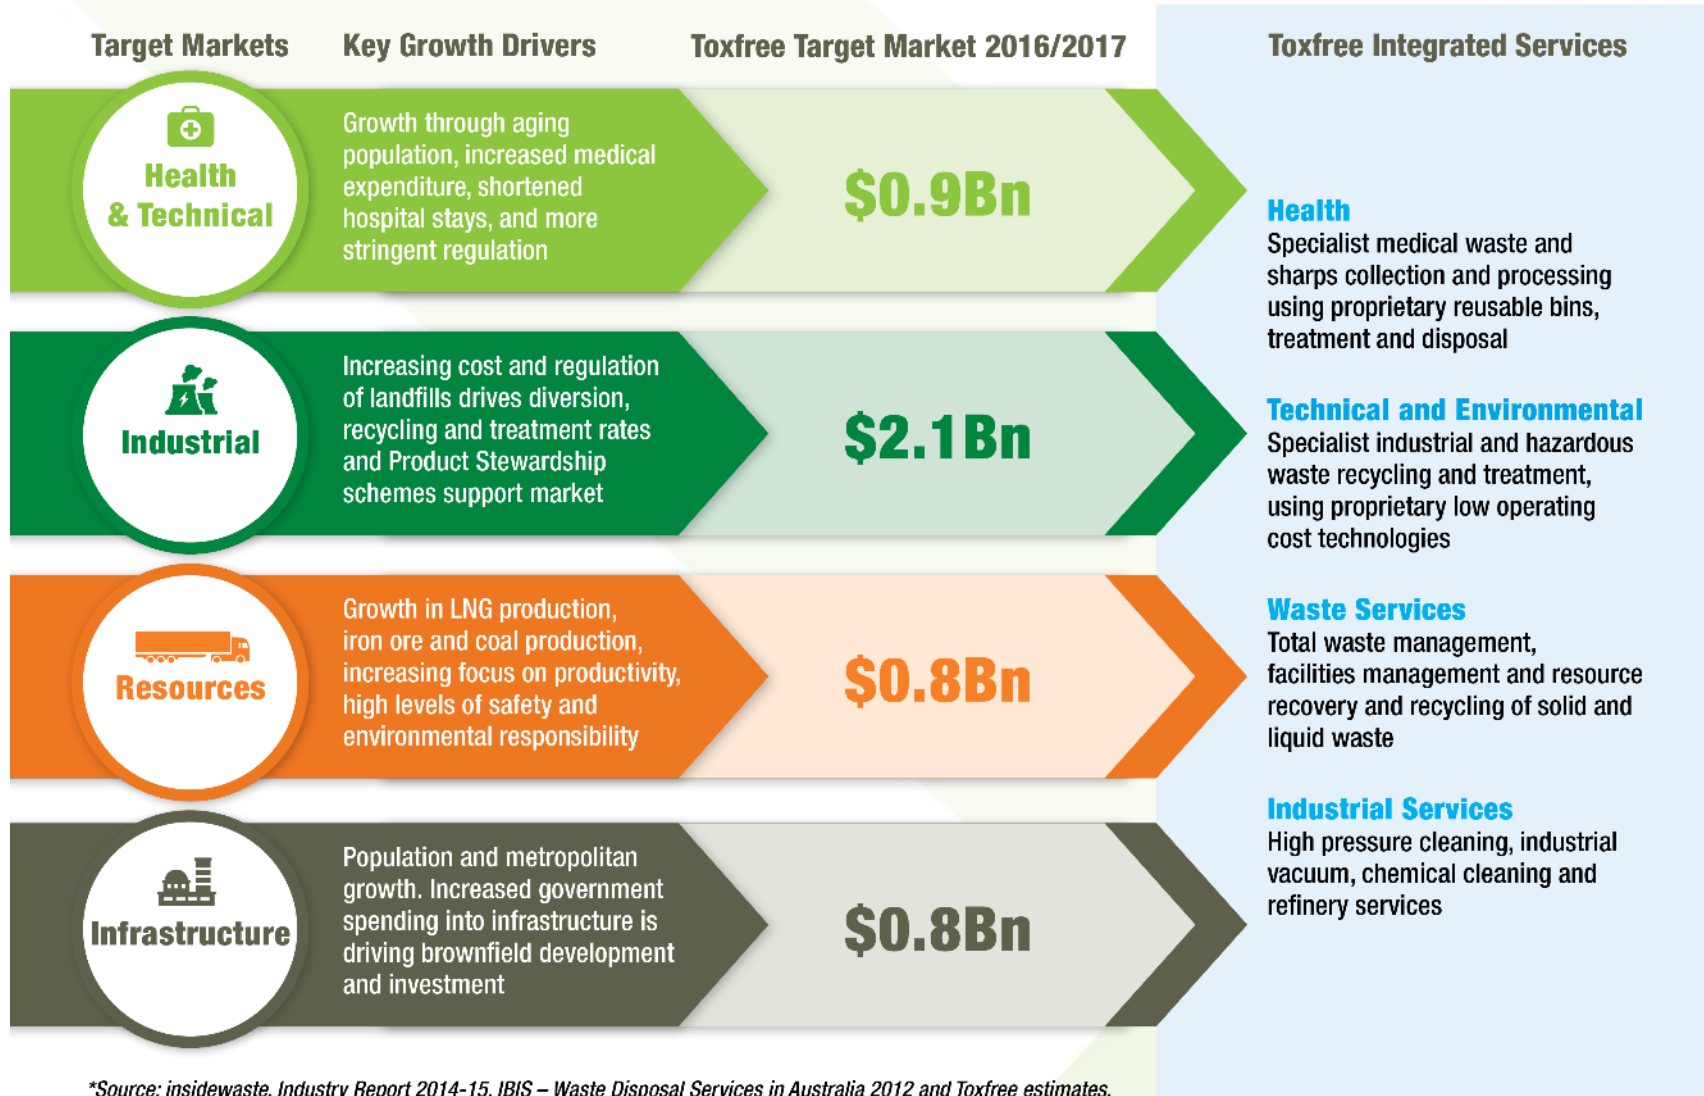 Target Markets
Key Growth Drivers
Toxfree Target Market 2016/2017
Toxfree Integrated Services
Health
& Technical
Growth through aging
population, increased medical
expenditure, shortened
hospital stays, and more
stringent regulation
$0.9Bn
Industrial
Increasing cost and regulation
of landfills drives diversion,
recycling and treatment rates
and Product Stewardship
schemes support market
$2.1Bn
Resources
Growth in LNG production,
iron ore and coal production,
increasing focus on productivity,
high levels of safety and
environmental responsibility
$0.8Bn
Infrastructure
Population and metropolitan
growth. Increased government
spending into infrastructure is
driving brownfield development
and investment
$0.8Bn
Health
Specialist medical waste and
sharps collection and processing
using proprietary reusable bins,
treatment and disposal
Technical and Environmental
Specialist industrial and hazardous
waste recycling and treatment,
using proprietary low operating
cost technologies
Waste Services
Total waste management,
facilities management and resource
recovery and recycling of solid and
liquid waste
Industrial Services
High pressure cleaning, industrial
vacuum, chemical cleaning and
refinery services
*Source: insidewaste, Industry Report 2014-15, IBIS – Waste Disposal Services in Australia 2012 and Toxfree estimates.